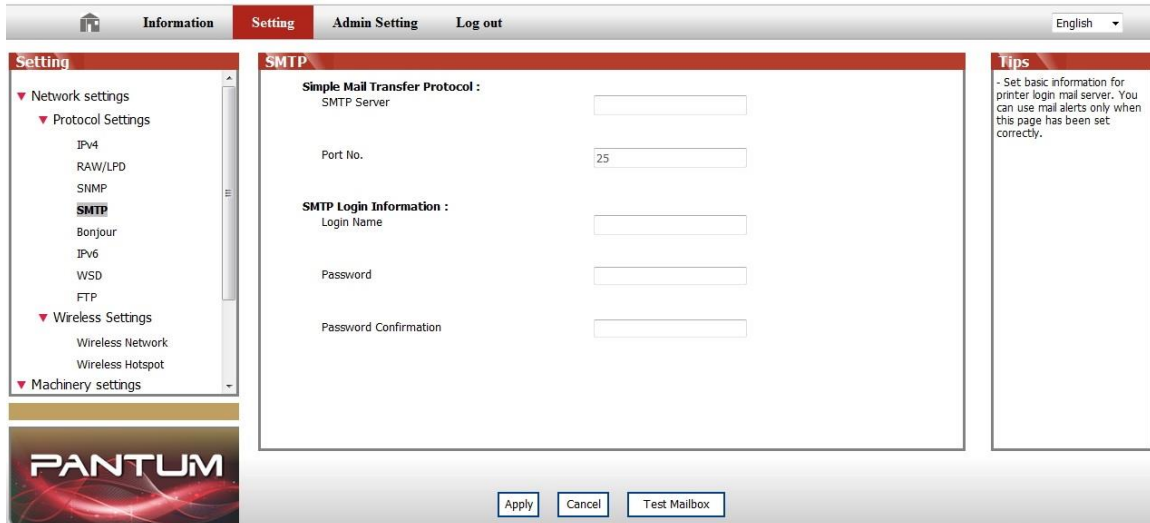 Information Setting Admin Setting Log out English
Setting
Network settings
Protocol Settings
IPv4
RAW/LPD
SNMP
SMTP
Bonjour
IPv6
WSD
FTP
Wireless Settings
Wireless Network
Wireless Hotspot
Machinery settings
PANTUM
SMTP
Simple Mail Transfer Protocol :
SMTP Server
Port No. 25
SMTP Login Information :
Login Name
Password
Password Confirmation
Apply Cancel Test Mailbox
Tips
- Set basic information for
printer login mail server. You
can use mail alerts only when
this page has been set
correctly.